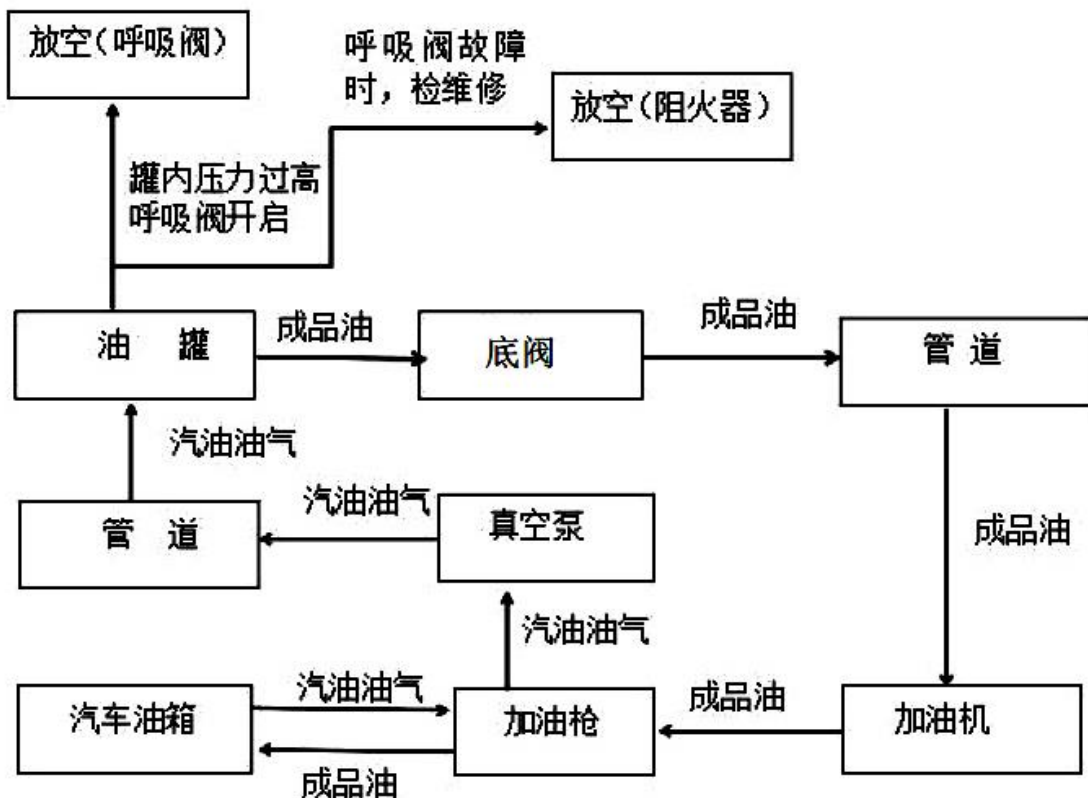 放空(呼吸阀)
呼吸阀故障
时，检维修
放空(阻火器)
罐内压力过高
呼吸阀开启
油 罐
成品油
底阀
成品油
管 道
汽油油气
管 道
汽油油气
真空泵
成品油
汽油油气
汽车油箱
汽油油气
成品油
加油枪
成品油
加油机